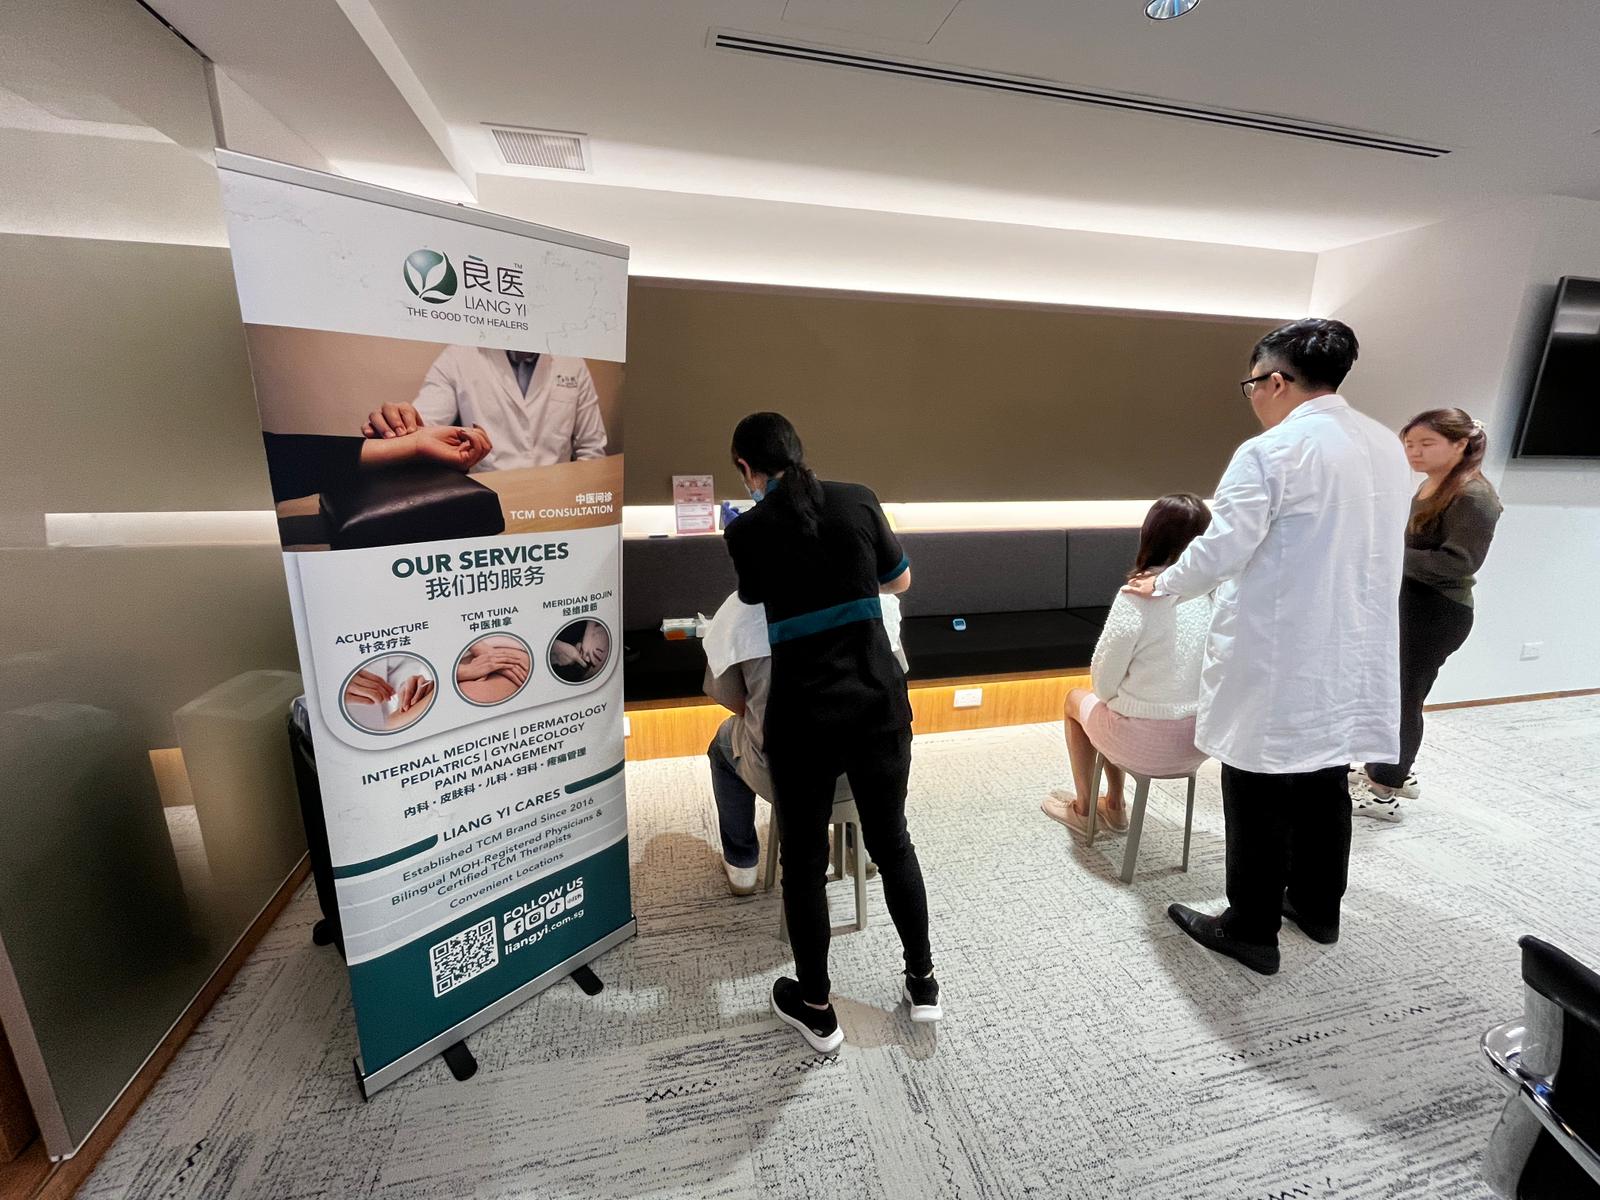 良医™
LIANG YI
THE GOOD TCM HEALERS
中医问诊
TCM CONSULTATION
OUR SERVICES
我们的服务
ACUPUNCTURE
针灸疗法
TCM TUINA
中医推拿
MERIDIAN BOJIN
经络拨筋
INTERNAL MEDICINE | DERMATOLOGY
PEDIATRICS | GYNAECOLOGY
PAIN MANAGEMENT
内科・皮肤科・儿科・妇科・疼痛管理
LIANG YI CARES
Established TCM Brand Since 2016
Bilingual MOH-Registered Physicians &
Certified TCM Therapists
Convenient Locations
FOLLOW US
liangyi.com.sg